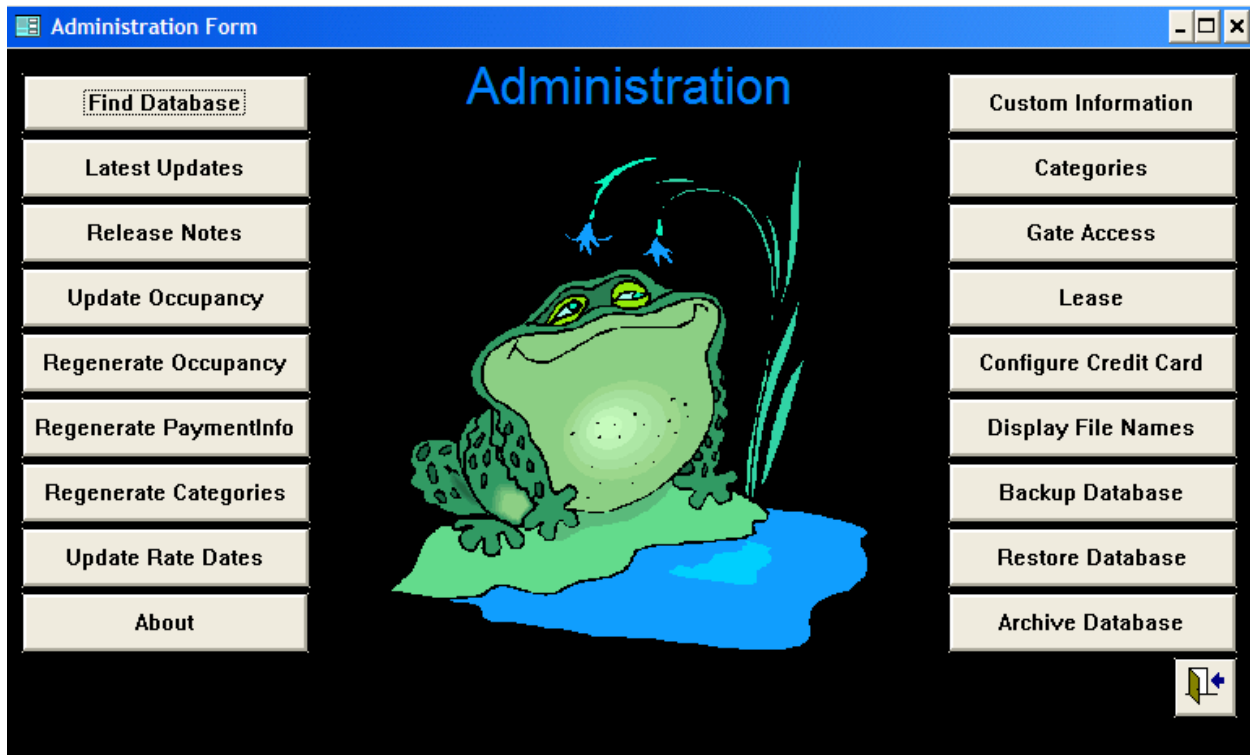 Administration Form
Administration
Find Database
Latest Updates
Release Notes
Update Occupancy
Regenerate Occupancy
Regenerate PaymentInfo
Regenerate Categories
Update Rate Dates
About
Custom Information
Categories
Gate Access
Lease
Configure Credit Card
Display File Names
Backup Database
Restore Database
Archive Database